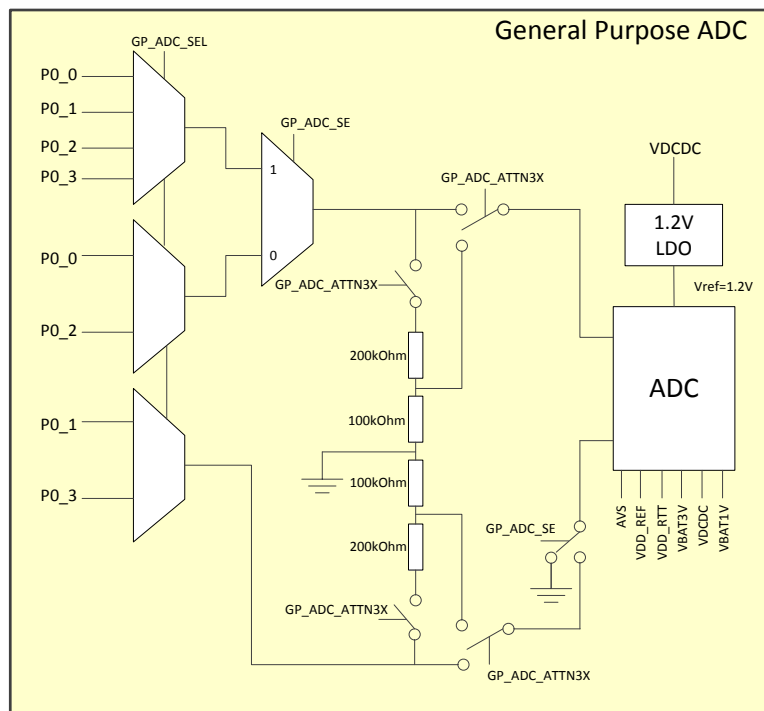 General Purpose ADC
GP_ADC_SEL
P0_0
P0_1
P0_2
P0_3
GP_ADC_SE
1
0
P0_0
P0_2
P0_1
P0_3
GP_ADC_ATTN3X
GP_ADC_ATTN3X
200kOhm
100kOhm
100kOhm
200kOhm
GP_ADC_ATTN3X
GP_ADC_ATTN3X
GP_ADC_SE
VDCDC
1.2V
LDO
Vref=1.2V
ADC
AVS
VDD_REF
VDD_RTT
VBAT3V
VDCDC
VBAT1V